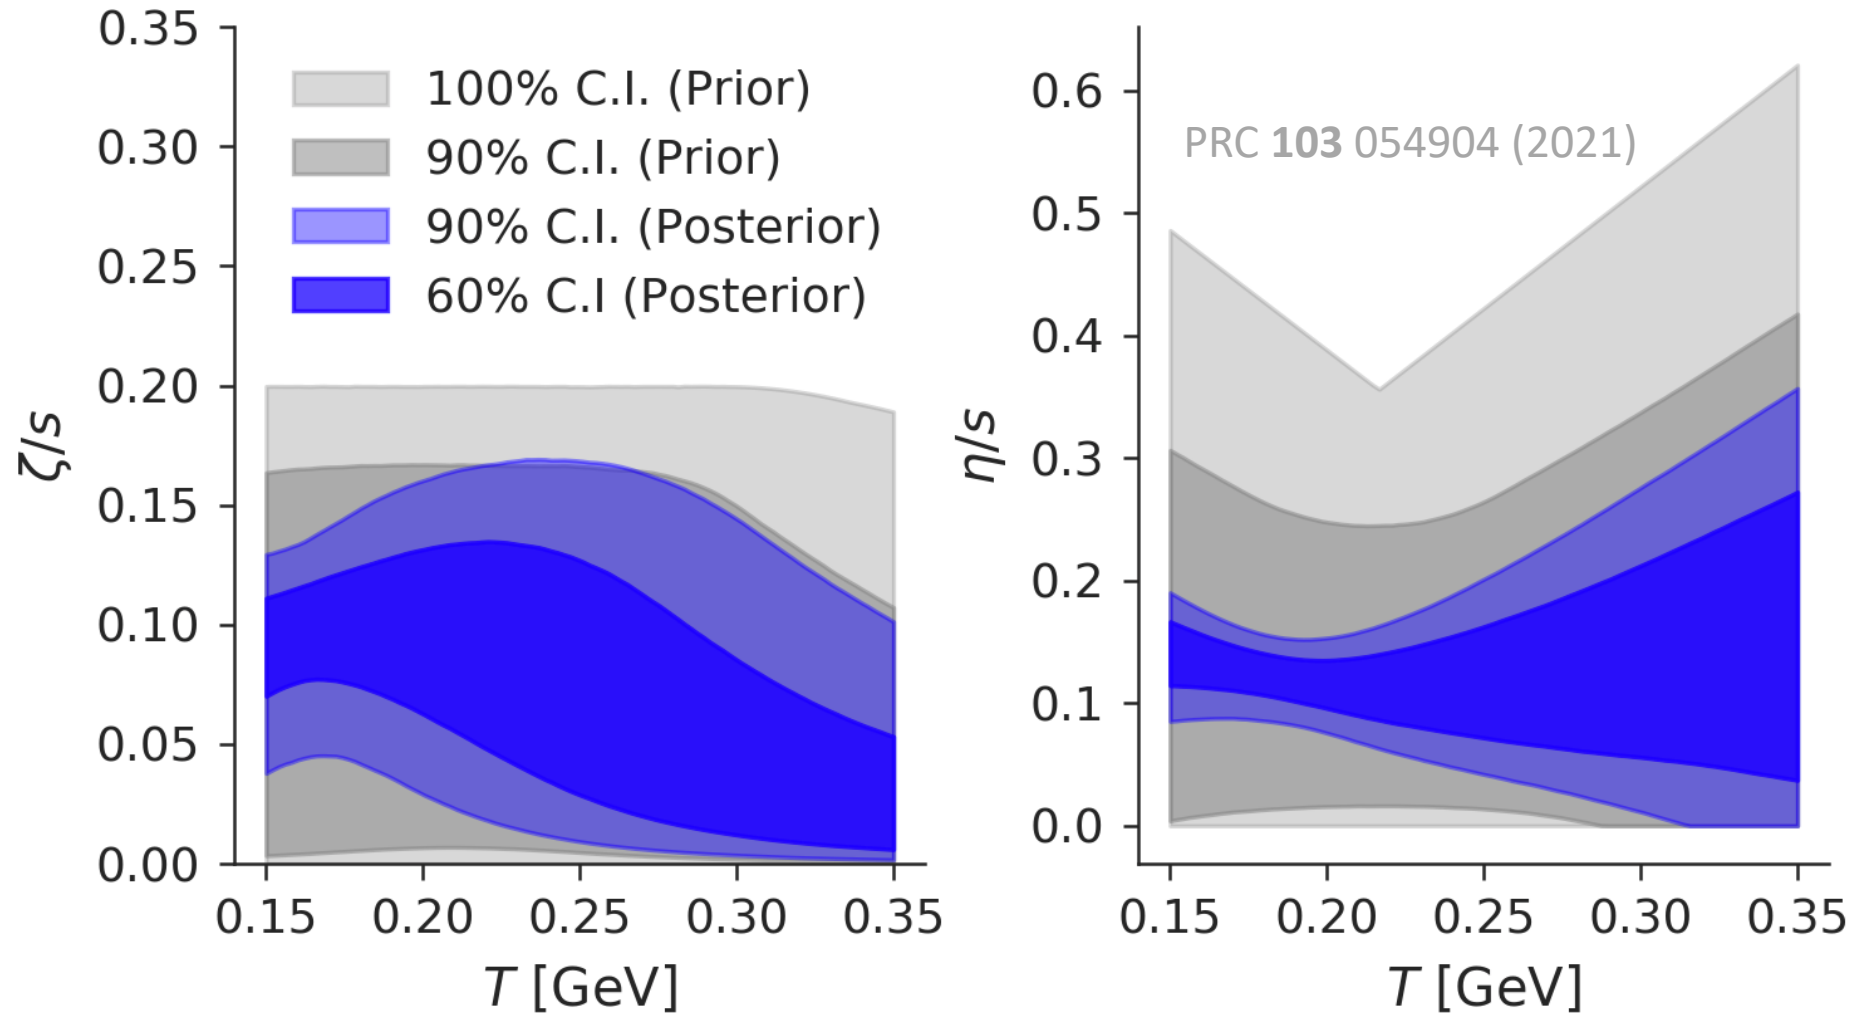 0.35
0.30
0.25
0.20
0.15
0.10
0.05
0.00
ζ/s
100% C.I. (Prior)
90% C.I. (Prior)
90% C.I. (Posterior)
60% C.I (Posterior)
0.15 0.20 0.25 0.30 0.35
T [GeV]
0.6
0.5
0.4
0.3
0.2
0.1
0.0
η/s
PRC 103 054904 (2021)
0.15 0.20 0.25 0.30 0.35
T [GeV]